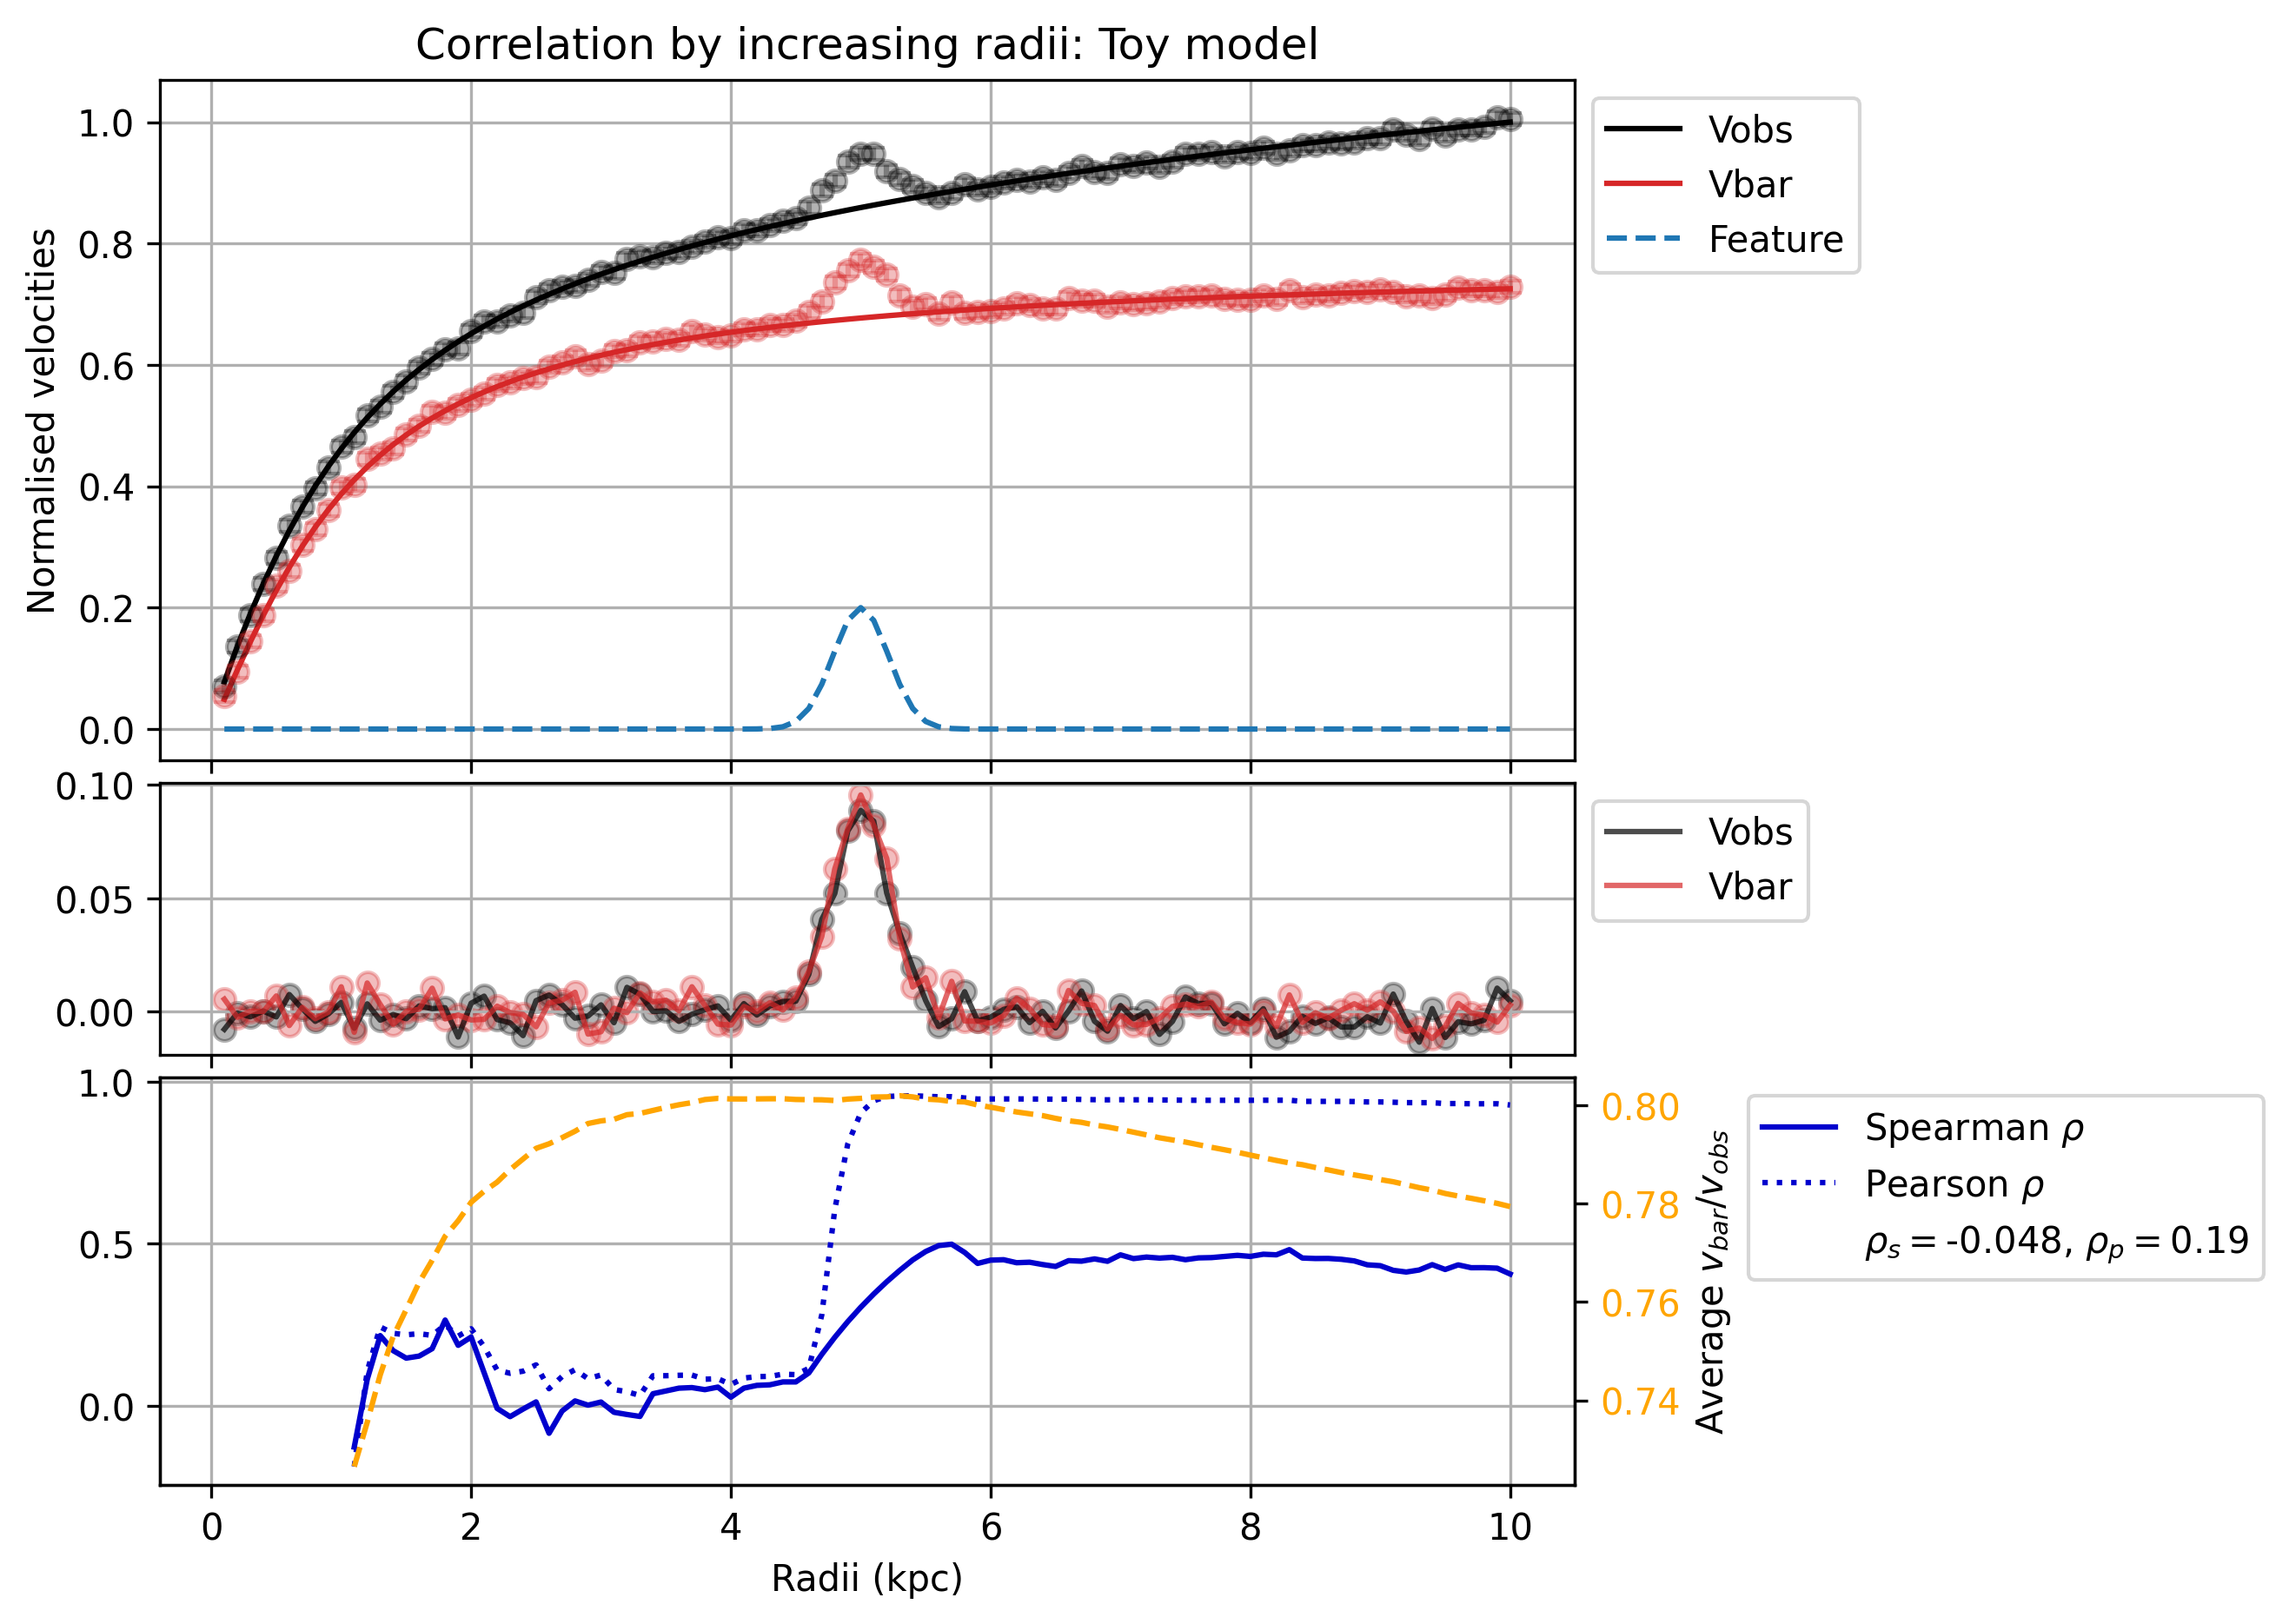 Correlation by increasing radii: Toy model
Normalised velocities
1.0
0.8
0.6
0.4
0.2
0.0
Vobs
Vbar
Feature
0.10
0.05
0.00
Vobs
Vbar
1.0
0.5
0.0
0.80
0.78
0.76
0.74
Average v_bar/v_obs
Spearman ρ
Pearson ρ
ρ_s = -0.048, ρ_p = 0.19
0 2 4 6 8 10
Radii (kpc)